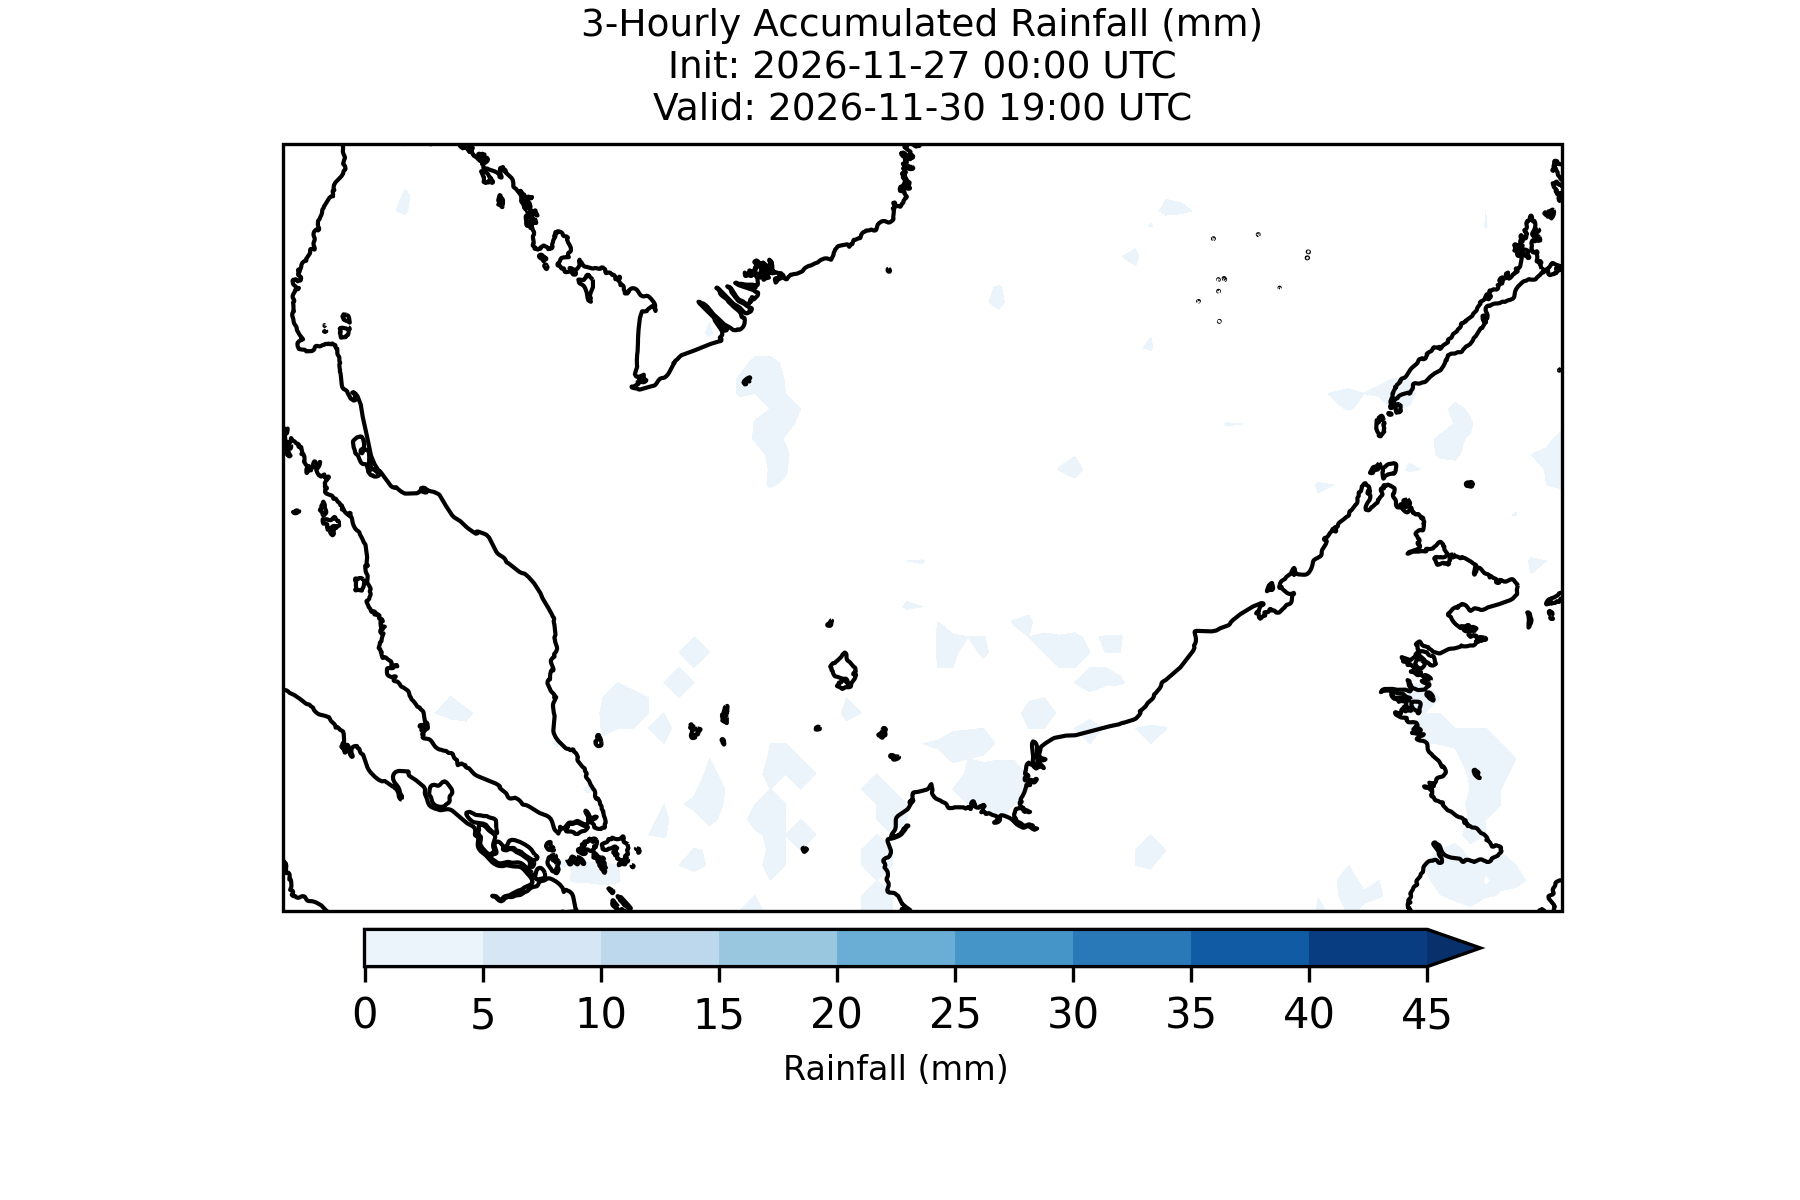 3-Hourly Accumulated Rainfall (mm)
Init: 2026-11-27 00:00 UTC
Valid: 2026-11-30 19:00 UTC
0 5 10 15 20 25 30 35 40 45
Rainfall (mm)